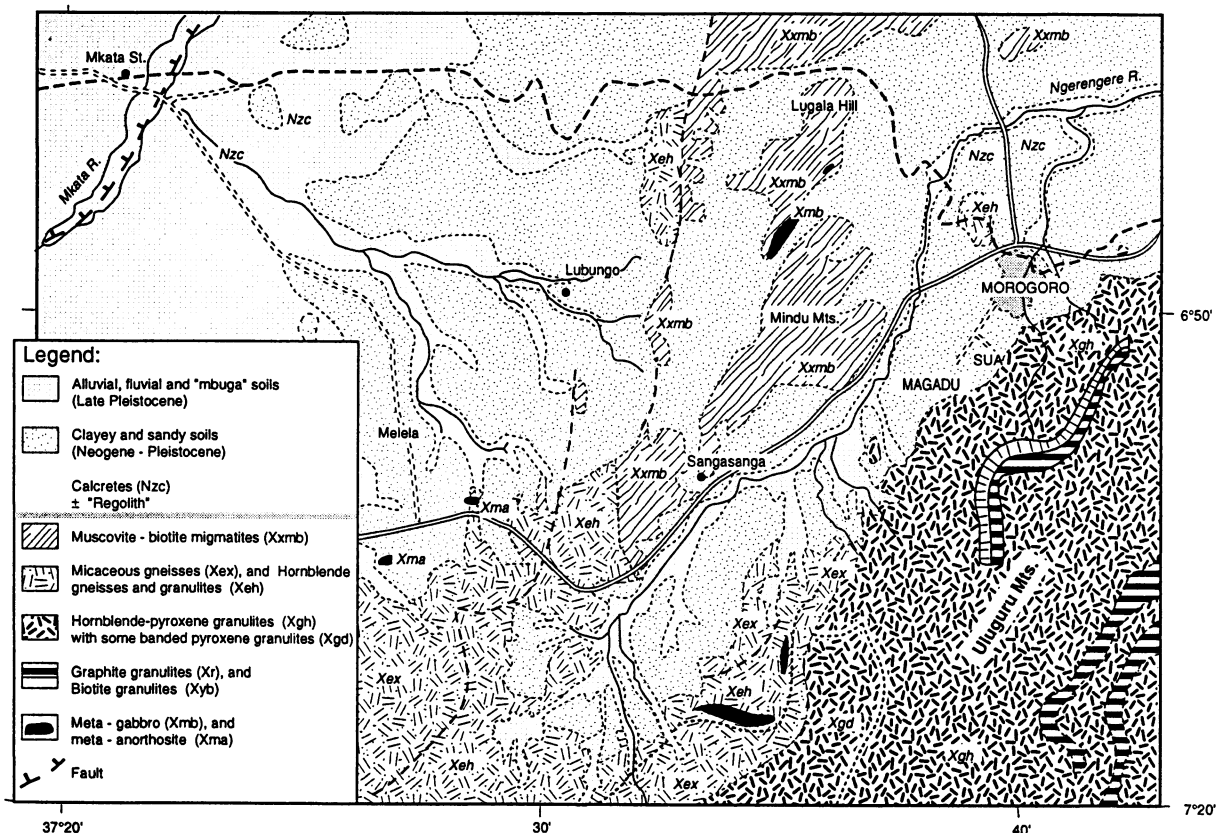 Xxmb
Xxmb
Mkata St.
Ngerengere R.
Lugala Hill
Nzc
Nzc
Nzc
Nzc
Xeh
Mkata R.
Xxmb
Xeh
Xmb
Lubungo
MOROGORO
6°50'
Xxmb
Mindu Mts.
Xgh
SUA
Xxmb
MAGADU
Legend:
Alluvial, fluvial and "mbuga" soils
(Late Pleistocene)
Clayey and sandy soils
(Neogene - Pleistocene)
Calcretes (Nzc)
± "Regolith"
Muscovite - biotite migmatites (Xxmb)
Micaceous gneisses (Xex), and Hornblende
gneisses and granulites (Xeh)
Hornblende-pyroxene granulites (Xgh)
with some banded pyroxene granulites (Xgd)
Graphite granulites (Xr), and
Biotite granulites (Xyb)
Meta - gabbro (Xmb), and
meta - anorthosite (Xma)
Fault
Melela
Sangasanga
Xxmb
Xma
Xeh
Xma
Xex
Uluguru Mts.
Xex
Xex
Xeh
Xgd
Xeh
Xgh
Xex
7°20'
37°20'
30'
40'